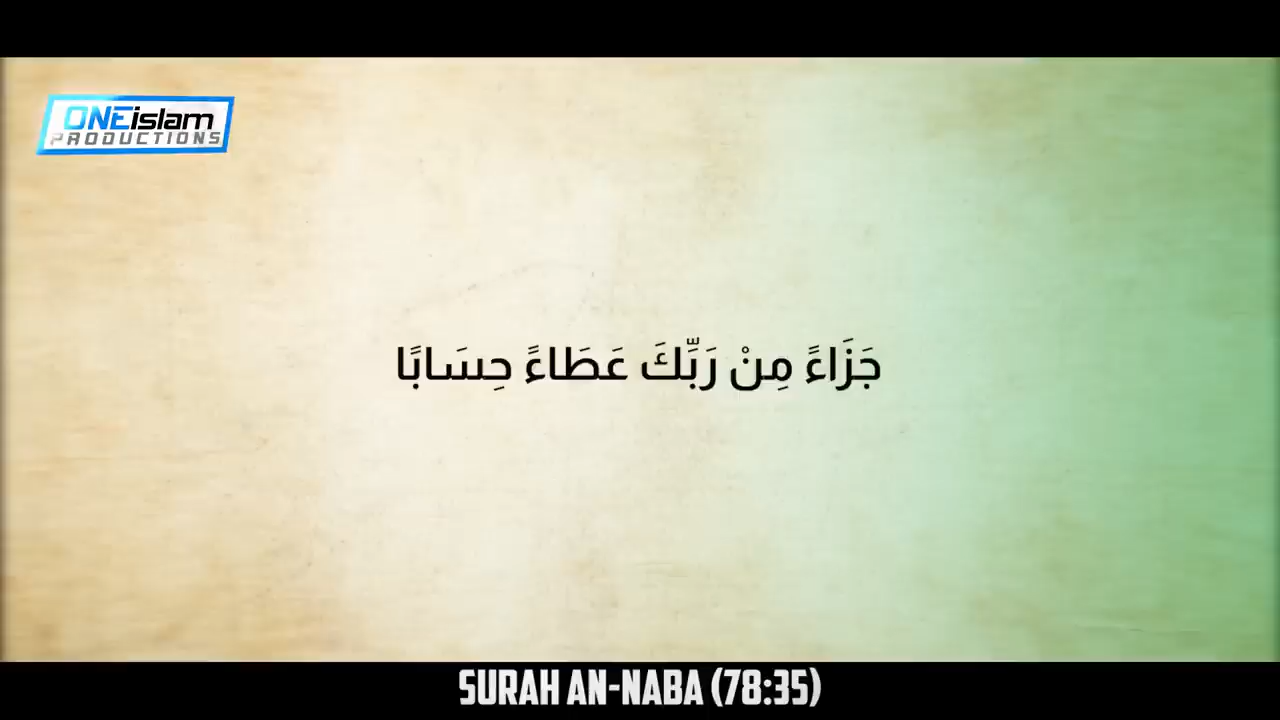 ONEislam
PRODUCTIONS
جَزَاءً مِنْ رَبِّكَ عَطَاءً حِسَابًا
SURAH AN-NABA (78:35)